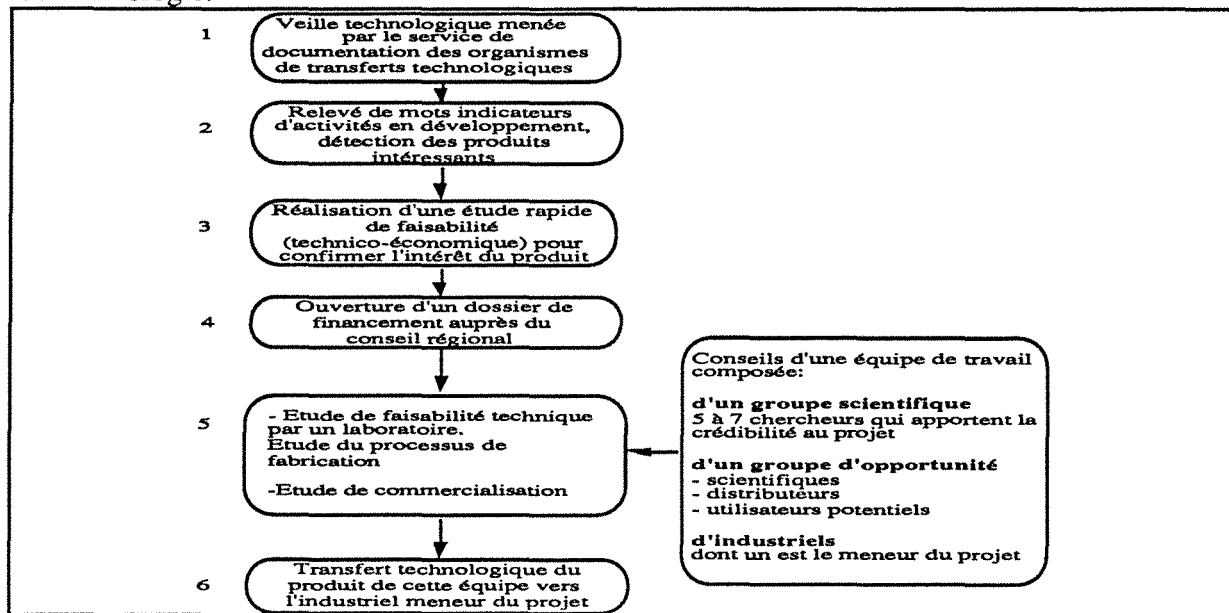 1
Veille technologique menée
par le service de
documentation des organismes
de transferts technologiques
2
Relevé de mots indicateurs
d'activités en développement,
détection des produits
intéressants
3
Réalisation d'une étude rapide
de faisabilité
(technico-économique) pour
confirmer l'intérêt du produit
4
Ouverture d'un dossier de
financement auprès du
conseil régional
5
- Etude de faisabilité technique
par un laboratoire.
Etude du processus de
fabrication
-Etude de commercialisation
Conseils d'une équipe de travail
composée:
d'un groupe scientifique
5 à 7 chercheurs qui apportent la
crédibilité au projet
d'un groupe d'opportunité
- scientifiques
- distributeurs
- utilisateurs potentiels
d'industriels
dont un est le meneur du projet
6
Transfert technologique du
produit de cette équipe vers
l'industriel meneur du projet